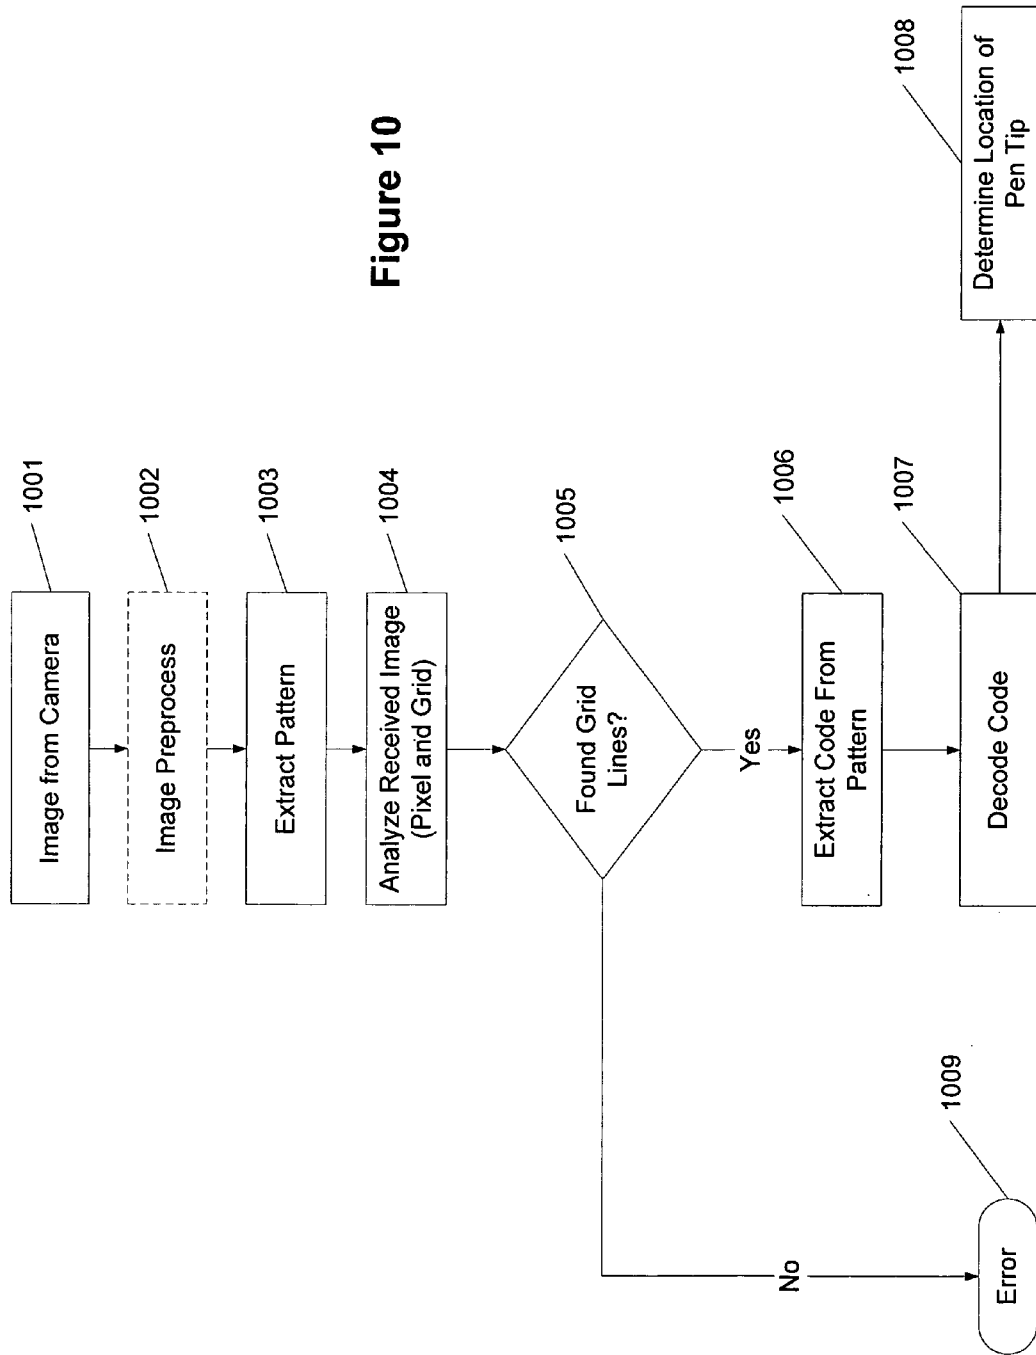 Image from Camera
1001
Image Preprocess
1002
Extract Pattern
1003
Analyze Received Image
(Pixel and Grid)
1004
Found Grid
Lines?
1005
Yes
No
Extract Code From
Pattern
1006
Decode Code
1007
Determine Location of
Pen Tip
1008
Error
1009
Figure 10